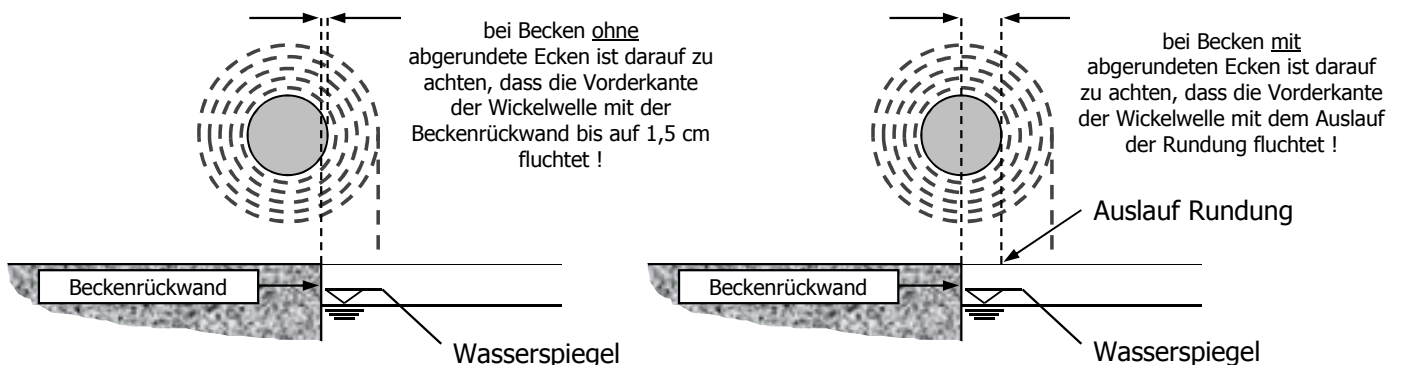 bei Becken ohne
abgerundete Ecken ist darauf zu
achten, dass die Vorderkante
der Wickelwelle mit der
Beckenrückwand bis auf 1,5 cm
fluchtet !
Beckenrückwand
Wasserspiegel
bei Becken mit
abgerundeten Ecken ist darauf
zu achten, dass die Vorderkante
der Wickelwelle mit dem Auslauf
der Rundung fluchtet !
Auslauf Rundung
Beckenrückwand
Wasserspiegel